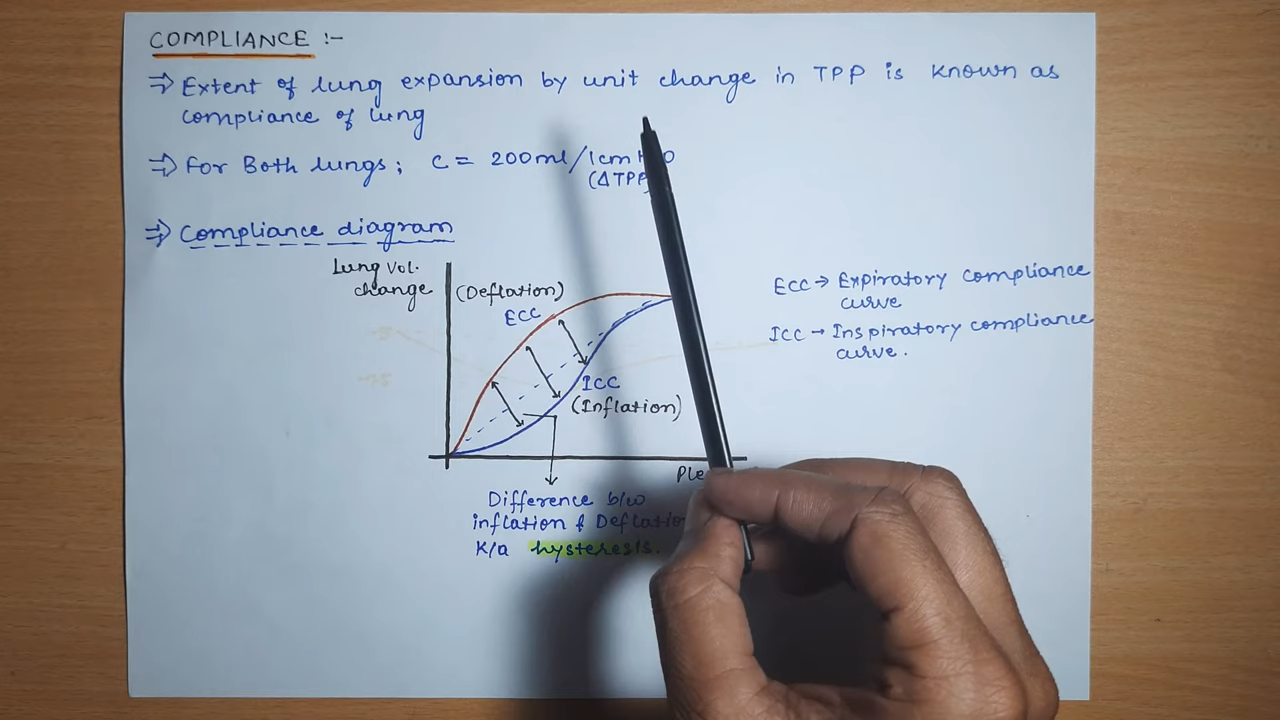 COMPLIANCE :-
⇒ Extent of lung expansion by unit change in TPP is known as
compliance of lung
⇒ For Both lungs; C = 200ml/1cm H2O
(ΔTPP)
⇒ Compliance diagram
Lung Vol.
change
(Deflation)
ECC
ICC
(Inflation)
ECC → Expiratory compliance
curve
ICC → Inspiratory compliance
curve.
Difference b/w
inflation & Deflation
K/a hysteresis.